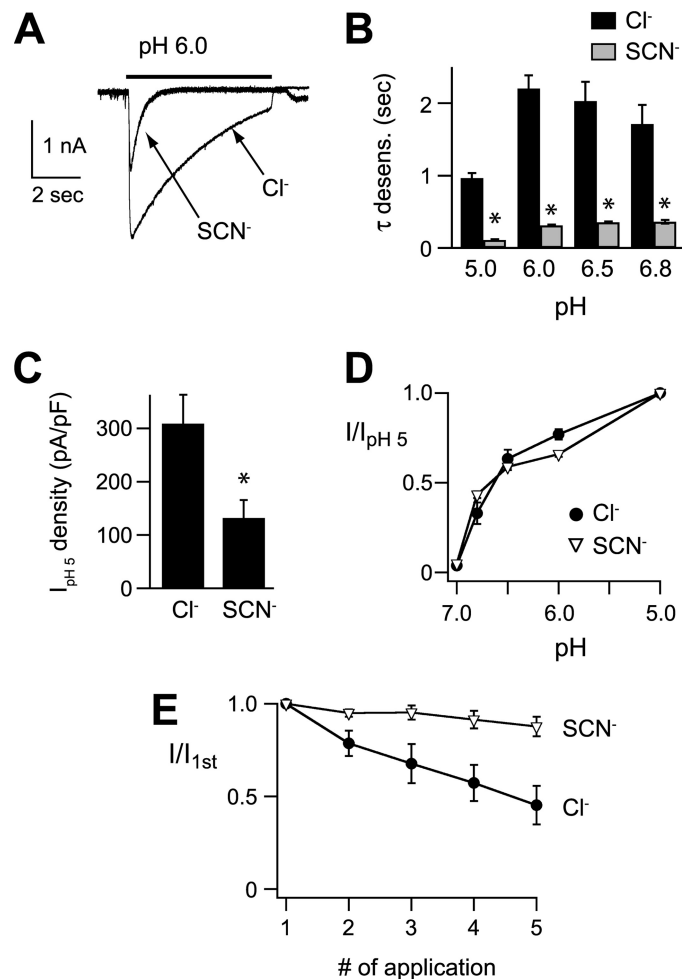 A
pH 6.0
1 nA
2 sec
SCN⁻
Cl⁻
B
Cl⁻
SCN⁻
τ desens. (sec)
2
1
0
* * * *
5.0 6.0 6.5 6.8
pH
C
I pH 5 density (pA/pF)
300
200
100
0
*
Cl⁻ SCN⁻
D
I/I pH 5
1.0
0.5
0
Cl⁻
SCN⁻
7.0 6.0 5.0
pH
E
I/I 1st
1.0
0.5
0
SCN⁻
Cl⁻
1 2 3 4 5
# of application